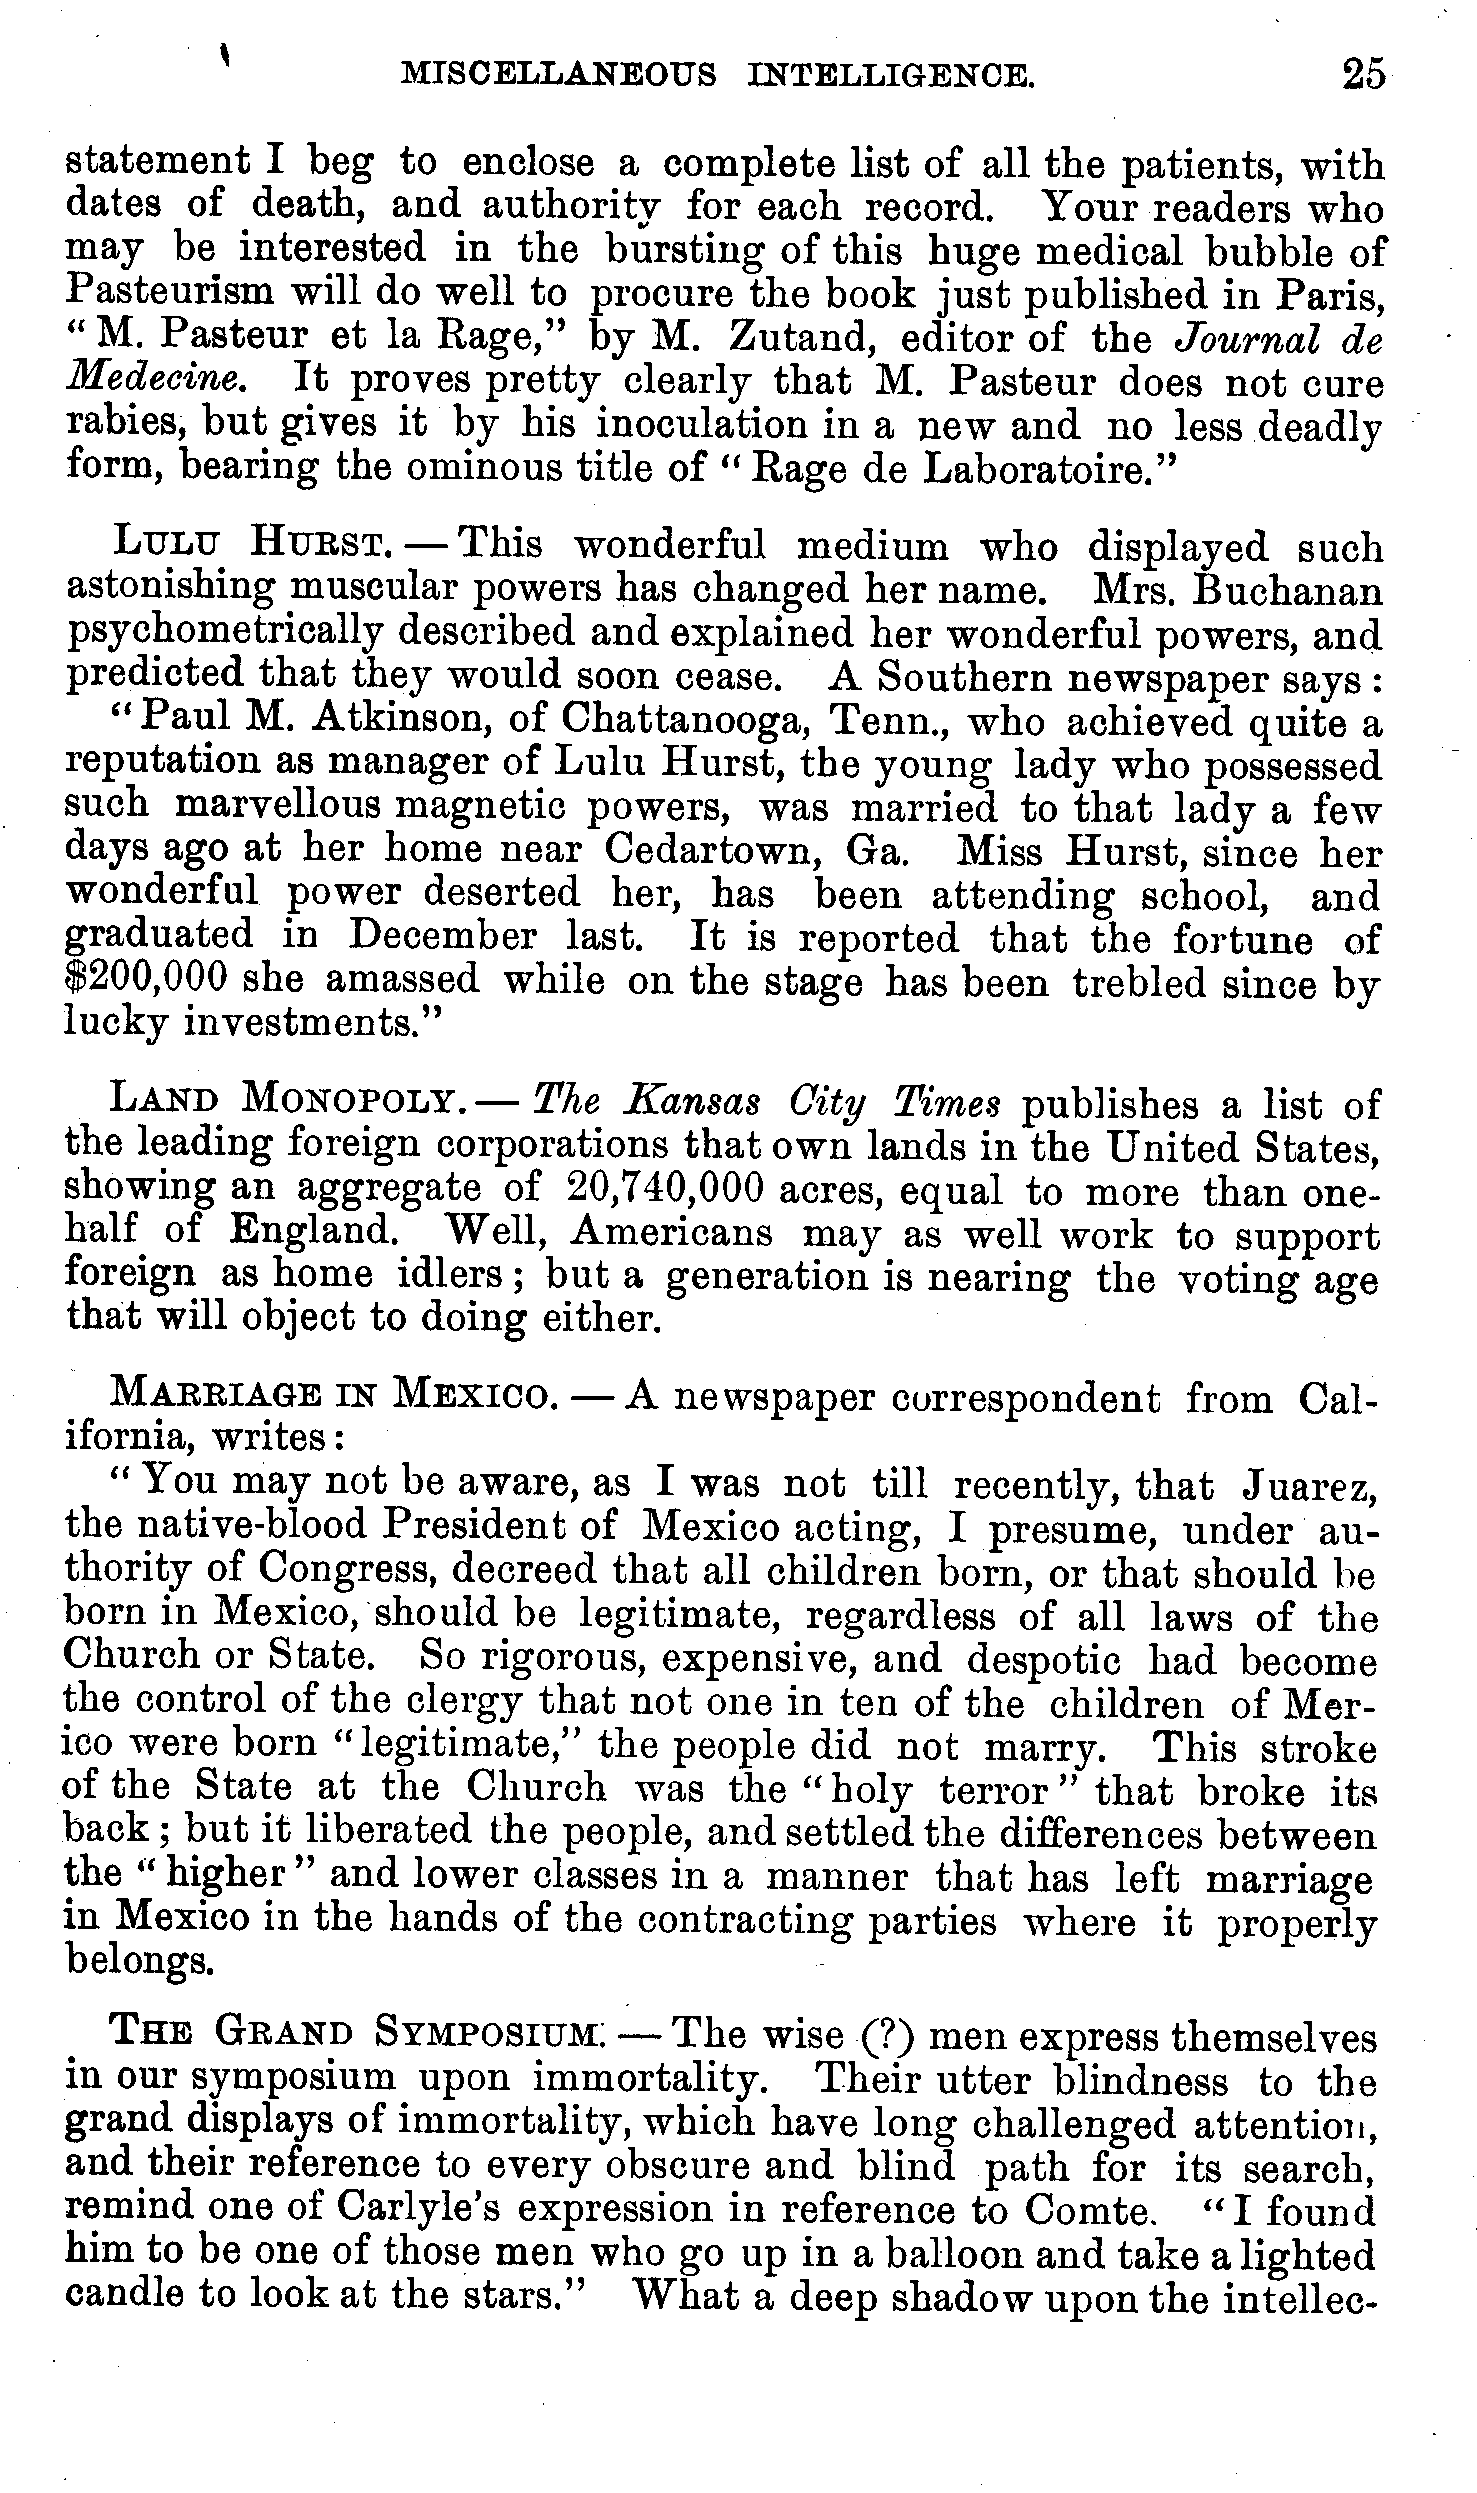 MISCELLANEOUS INTELLIGENCE. 25
statement I beg to enclose a complete list of all the patients, with
dates of death, and authority for each record. Your readers who
may be interested in the bursting of this huge medical bubble of
Pasteurism will do well to procure the book just published in Paris,
“M. Pasteur et la Rage,” by M. Zutand, editor of the Journal de
Medecine. It proves pretty clearly that M. Pasteur does not cure
rabies, but gives it by his inoculation in a new and no less deadly
form, bearing the ominous title of “Rage de Laboratoire.”
LULU HURST. — This wonderful medium who displayed such
astonishing muscular powers has changed her name. Mrs. Buchanan
psychometrically described and explained her wonderful powers, and
predicted that they would soon cease. A Southern newspaper says:
“Paul M. Atkinson, of Chattanooga, Tenn., who achieved quite a
reputation as manager of Lulu Hurst, the young lady who possessed
such marvellous magnetic powers, was married to that lady a few
days ago at her home near Cedartown, Ga. Miss Hurst, since her
wonderful power deserted her, has been attending school, and
graduated in December last. It is reported that the fortune of
$200,000 she amassed while on the stage has been trebled since by
lucky investments.”
LAND MONOPOLY. — The Kansas City Times publishes a list of
the leading foreign corporations that own lands in the United States,
showing an aggregate of 20,740,000 acres, equal to more than one-
half of England. Well, Americans may as well work to support
foreign as home idlers; but a generation is nearing the voting age
that will object to doing either.
MARRIAGE IN MEXICO. — A newspaper correspondent from Cal-
ifornia, writes:
“You may not be aware, as I was not till recently, that Juarez,
the native-blood President of Mexico acting, I presume, under au-
thority of Congress, decreed that all children born, or that should be
born in Mexico, should be legitimate, regardless of all laws of the
Church or State. So rigorous, expensive, and despotic had become
the control of the clergy that not one in ten of the children of Mer-
ico were born “legitimate,” the people did not marry. This stroke
of the State at the Church was the “holy terror” that broke its
back; but it liberated the people, and settled the differences between
the “higher” and lower classes in a manner that has left marriage
in Mexico in the hands of the contracting parties where it properly
belongs.
THE GRAND SYMPOSIUM. — The wise (?) men express themselves
in our symposium upon immortality. Their utter blindness to the
grand displays of immortality, which have long challenged attention,
and their reference to every obscure and blind path for its search,
remind one of Carlyle’s expression in reference to Comte. “I found
him to be one of those men who go up in a balloon and take a lighted
candle to look at the stars.” What a deep shadow upon the intellec-